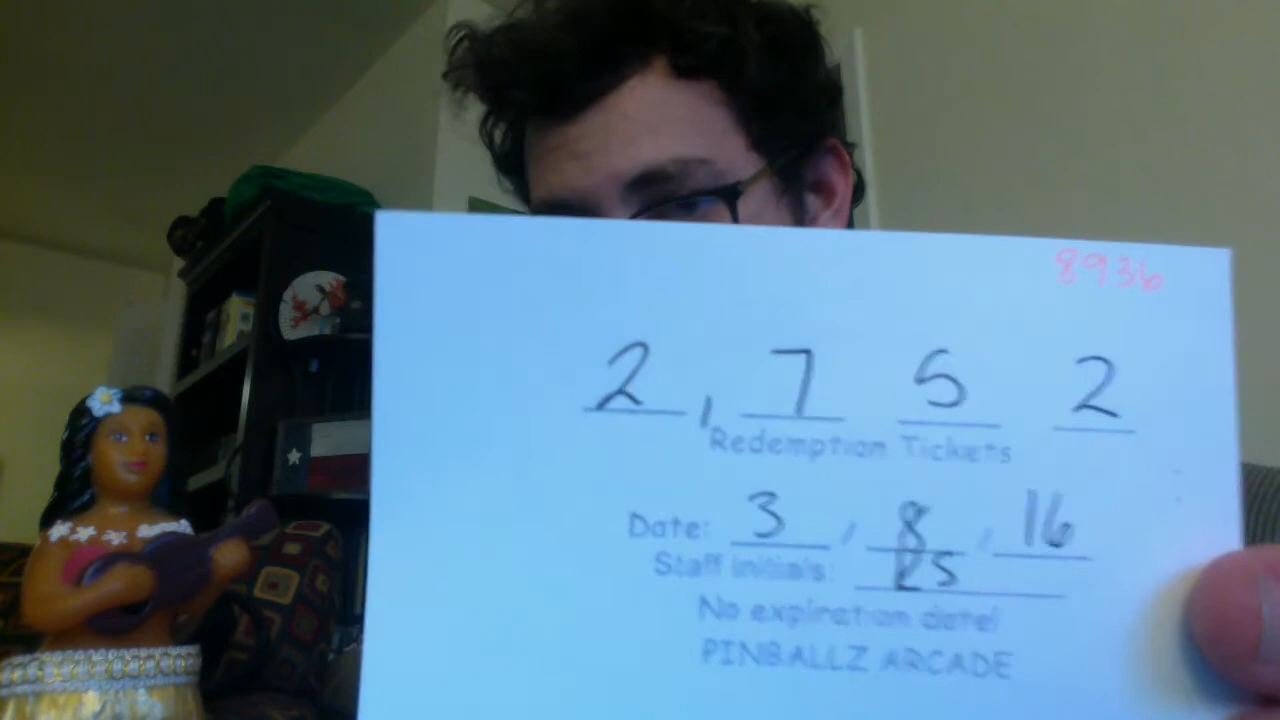 8936
2,752
Redemption Tickets
Date: 3 / 8 / 16
Staff initials: RS
No expiration date!
PINBALLZ ARCADE